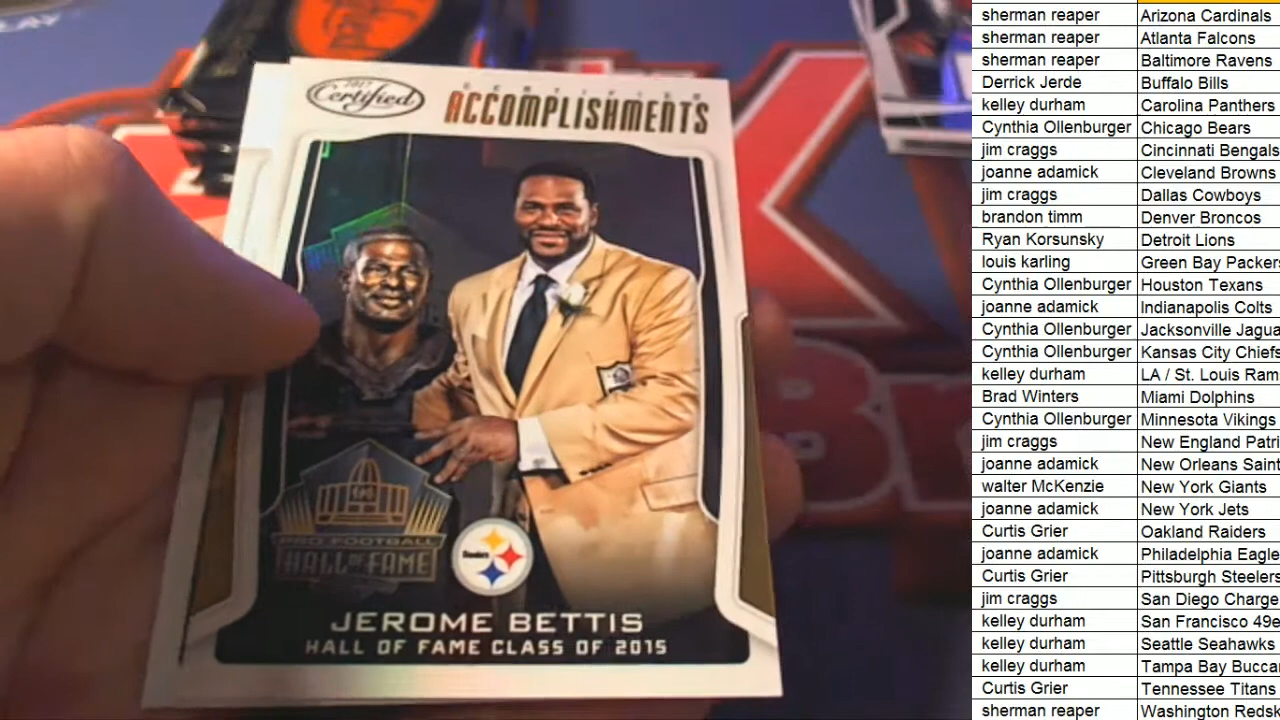 2017
Certified
CERTIFIED
ACCOMPLISHMENTS
PRO FOOTBALL
HALL OF FAME
Steelers
JEROME BETTIS
HALL OF FAME CLASS OF 2015
sherman reaper Arizona Cardinals
sherman reaper Atlanta Falcons
sherman reaper Baltimore Ravens
Derrick Jerde Buffalo Bills
kelley durham Carolina Panthers
Cynthia Ollenburger Chicago Bears
jim craggs Cincinnati Bengals
joanne adamick Cleveland Browns
jim craggs Dallas Cowboys
brandon timm Denver Broncos
Ryan Korsunsky Detroit Lions
louis karling Green Bay Packers
Cynthia Ollenburger Houston Texans
joanne adamick Indianapolis Colts
Cynthia Ollenburger Jacksonville Jagua
Cynthia Ollenburger Kansas City Chiefs
kelley durham LA / St. Louis Ram
Brad Winters Miami Dolphins
Cynthia Ollenburger Minnesota Vikings
jim craggs New England Patri
joanne adamick New Orleans Saint
walter McKenzie New York Giants
joanne adamick New York Jets
Curtis Grier Oakland Raiders
joanne adamick Philadelphia Eagle
Curtis Grier Pittsburgh Steelers
jim craggs San Diego Charge
kelley durham San Francisco 49e
kelley durham Seattle Seahawks
kelley durham Tampa Bay Buccan
Curtis Grier Tennessee Titans
sherman reaper Washington Redsk